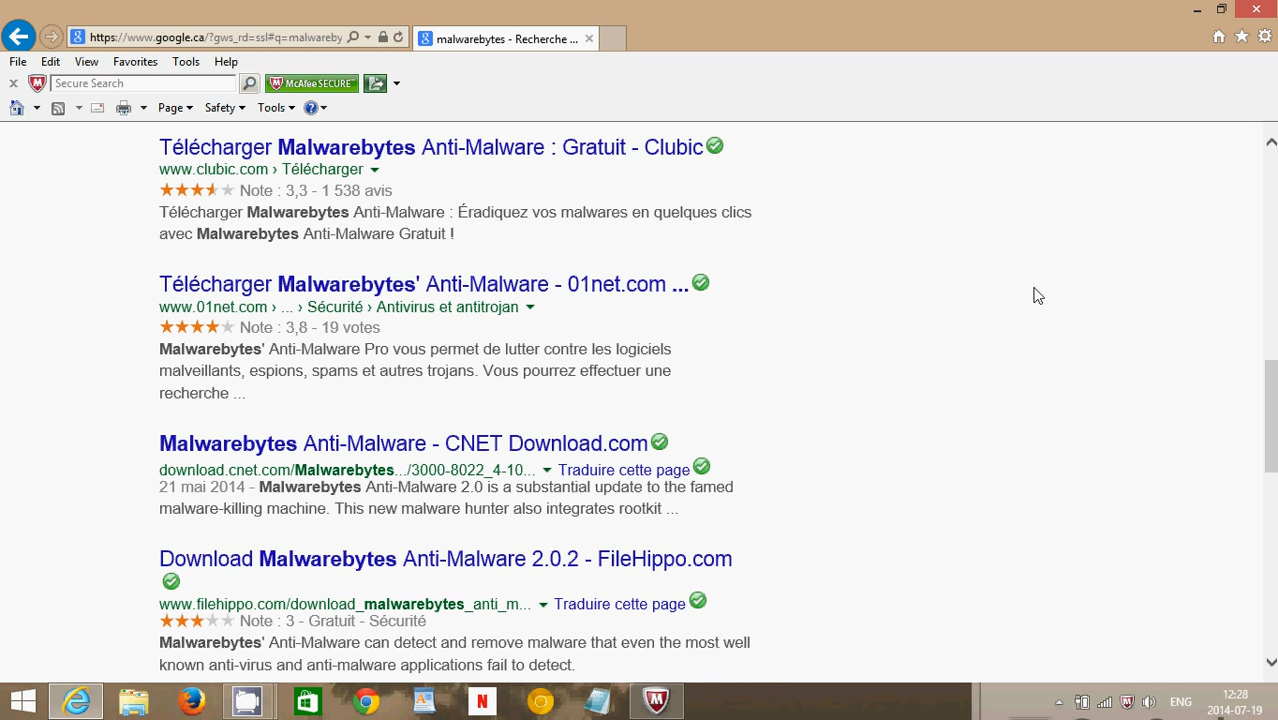 https://www.google.ca/?gws_rd=ssl#q=malwareby
malwarebytes - Recherche ...
File Edit View Favorites Tools Help
Secure Search McAfee SECURE™
Page Safety Tools
Télécharger Malwarebytes Anti-Malware : Gratuit - Clubic
www.clubic.com › Télécharger
Note : 3,3 - 1 538 avis
Télécharger Malwarebytes Anti-Malware : Éradiquez vos malwares en quelques clics
avec Malwarebytes Anti-Malware Gratuit !
Télécharger Malwarebytes' Anti-Malware - 01net.com ...
www.01net.com › ... › Sécurité › Antivirus et antitrojan
Note : 3,8 - 19 votes
Malwarebytes' Anti-Malware Pro vous permet de lutter contre les logiciels
malveillants, espions, spams et autres trojans. Vous pourrez effectuer une
recherche ...
Malwarebytes Anti-Malware - CNET Download.com
download.cnet.com/Malwarebytes.../3000-8022_4-10... Traduire cette page
21 mai 2014 - Malwarebytes Anti-Malware 2.0 is a substantial update to the famed
malware-killing machine. This new malware hunter also integrates rootkit ...
Download Malwarebytes Anti-Malware 2.0.2 - FileHippo.com
www.filehippo.com/download_malwarebytes_anti_m... Traduire cette page
Note : 3 - Gratuit - Sécurité
Malwarebytes' Anti-Malware can detect and remove malware that even the most well
known anti-virus and anti-malware applications fail to detect.
N
ENG
12:28
2014-07-19